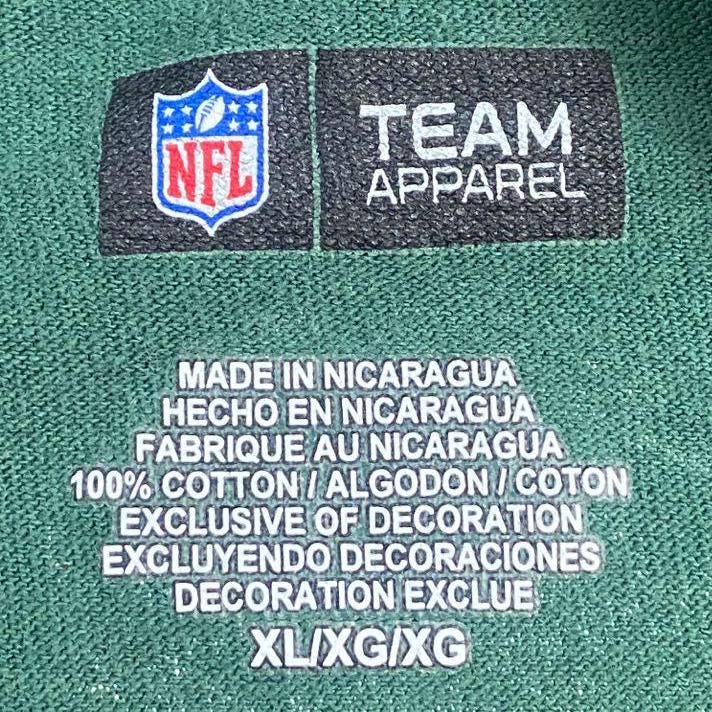 NFL
TEAM
APPAREL
MADE IN NICARAGUA
HECHO EN NICARAGUA
FABRIQUE AU NICARAGUA
100% COTTON / ALGODON / COTON
EXCLUSIVE OF DECORATION
EXCLUYENDO DECORACIONES
DECORATION EXCLUE
XL/XG/XG